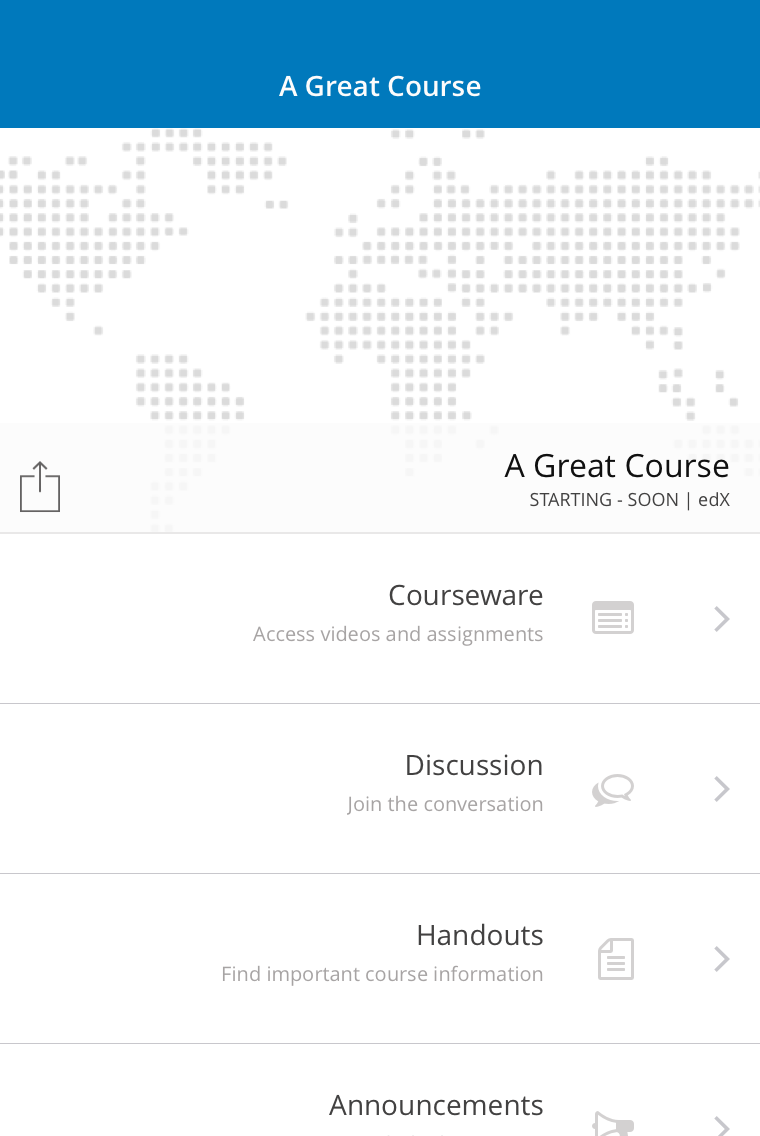 A Great Course
A Great Course
STARTING - SOON | edX
Courseware
Access videos and assignments
Discussion
Join the conversation
Handouts
Find important course information
Announcements